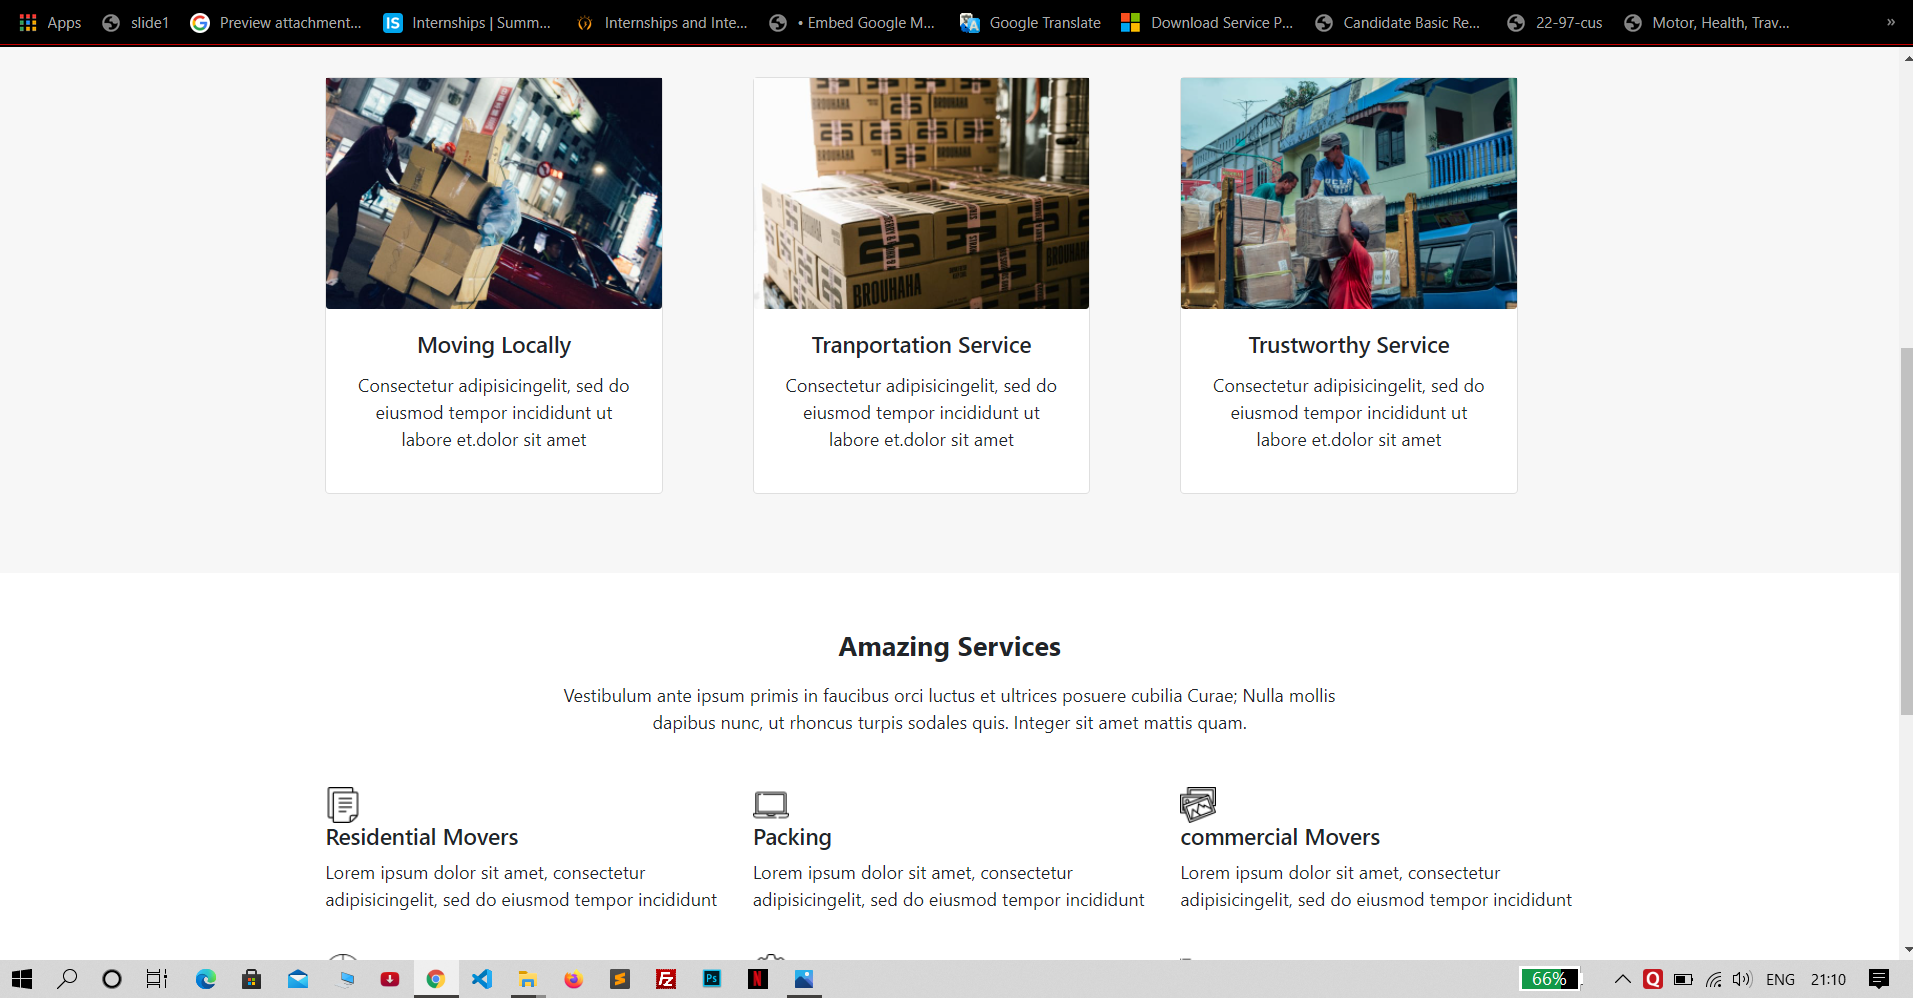 Apps slide1 Preview attachment... Internships | Summ... Internships and Inte... • Embed Google M... Google Translate Download Service P... Candidate Basic Re... 22-97-cus Motor, Health, Trav... »
BROUHAHA
BROUHAHA
BROUHAHA
UCLA
Moving Locally
Consectetur adipisicingelit, sed do
eiusmod tempor incididunt ut
labore et.dolor sit amet
Tranportation Service
Consectetur adipisicingelit, sed do
eiusmod tempor incididunt ut
labore et.dolor sit amet
Trustworthy Service
Consectetur adipisicingelit, sed do
eiusmod tempor incididunt ut
labore et.dolor sit amet
Amazing Services
Vestibulum ante ipsum primis in faucibus orci luctus et ultrices posuere cubilia Curae; Nulla mollis
dapibus nunc, ut rhoncus turpis sodales quis. Integer sit amet mattis quam.
Residential Movers
Lorem ipsum dolor sit amet, consectetur
adipisicingelit, sed do eiusmod tempor incididunt
Packing
Lorem ipsum dolor sit amet, consectetur
adipisicingelit, sed do eiusmod tempor incididunt
commercial Movers
Lorem ipsum dolor sit amet, consectetur
adipisicingelit, sed do eiusmod tempor incididunt
66% ENG 21:10